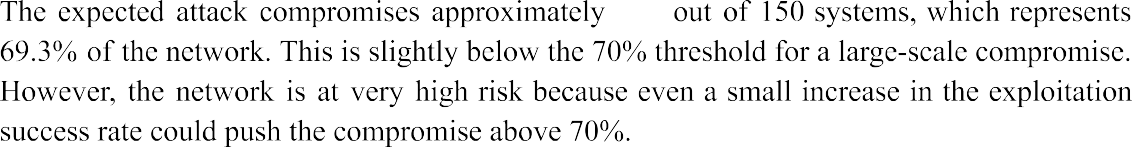 The expected attack compromises approximately out of 150 systems, which represents
69.3% of the network. This is slightly below the 70% threshold for a large-scale compromise.
However, the network is at very high risk because even a small increase in the exploitation
success rate could push the compromise above 70%.